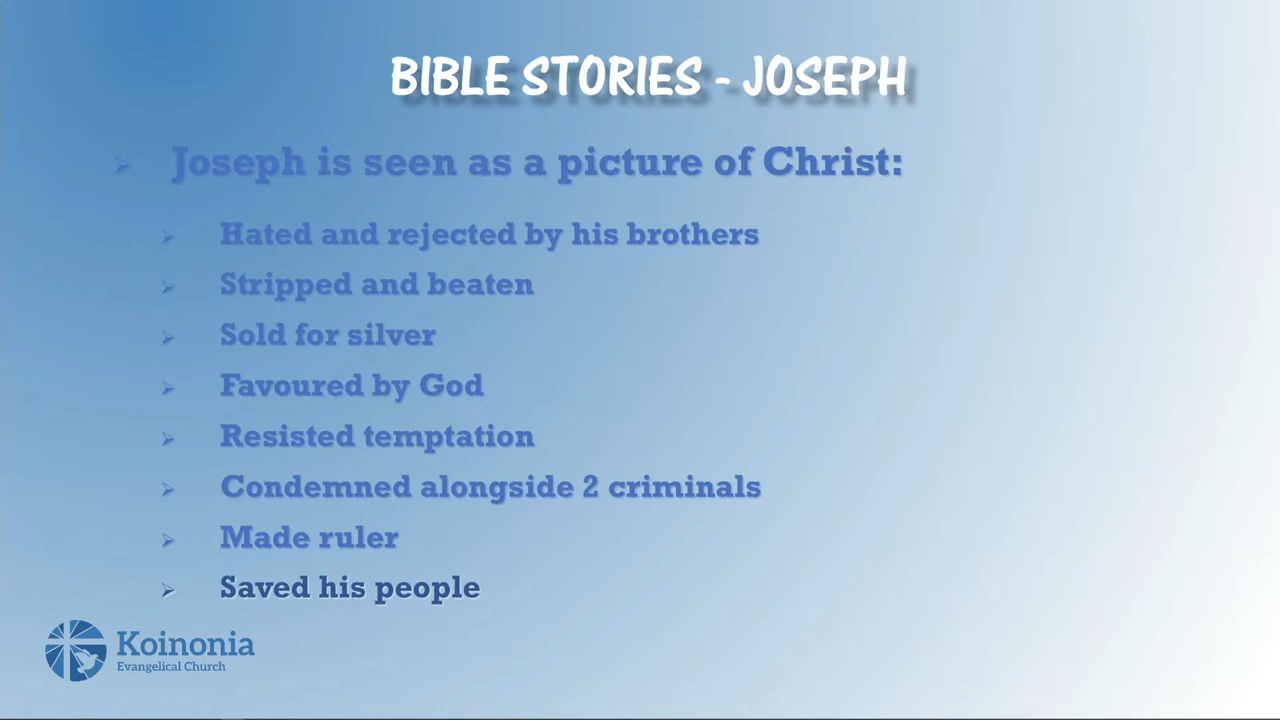 BIBLE STORIES - JOSEPH
Joseph is seen as a picture of Christ:
Hated and rejected by his brothers
Stripped and beaten
Sold for silver
Favoured by God
Resisted temptation
Condemned alongside 2 criminals
Made ruler
Saved his people
Koinonia
Evangelical Church